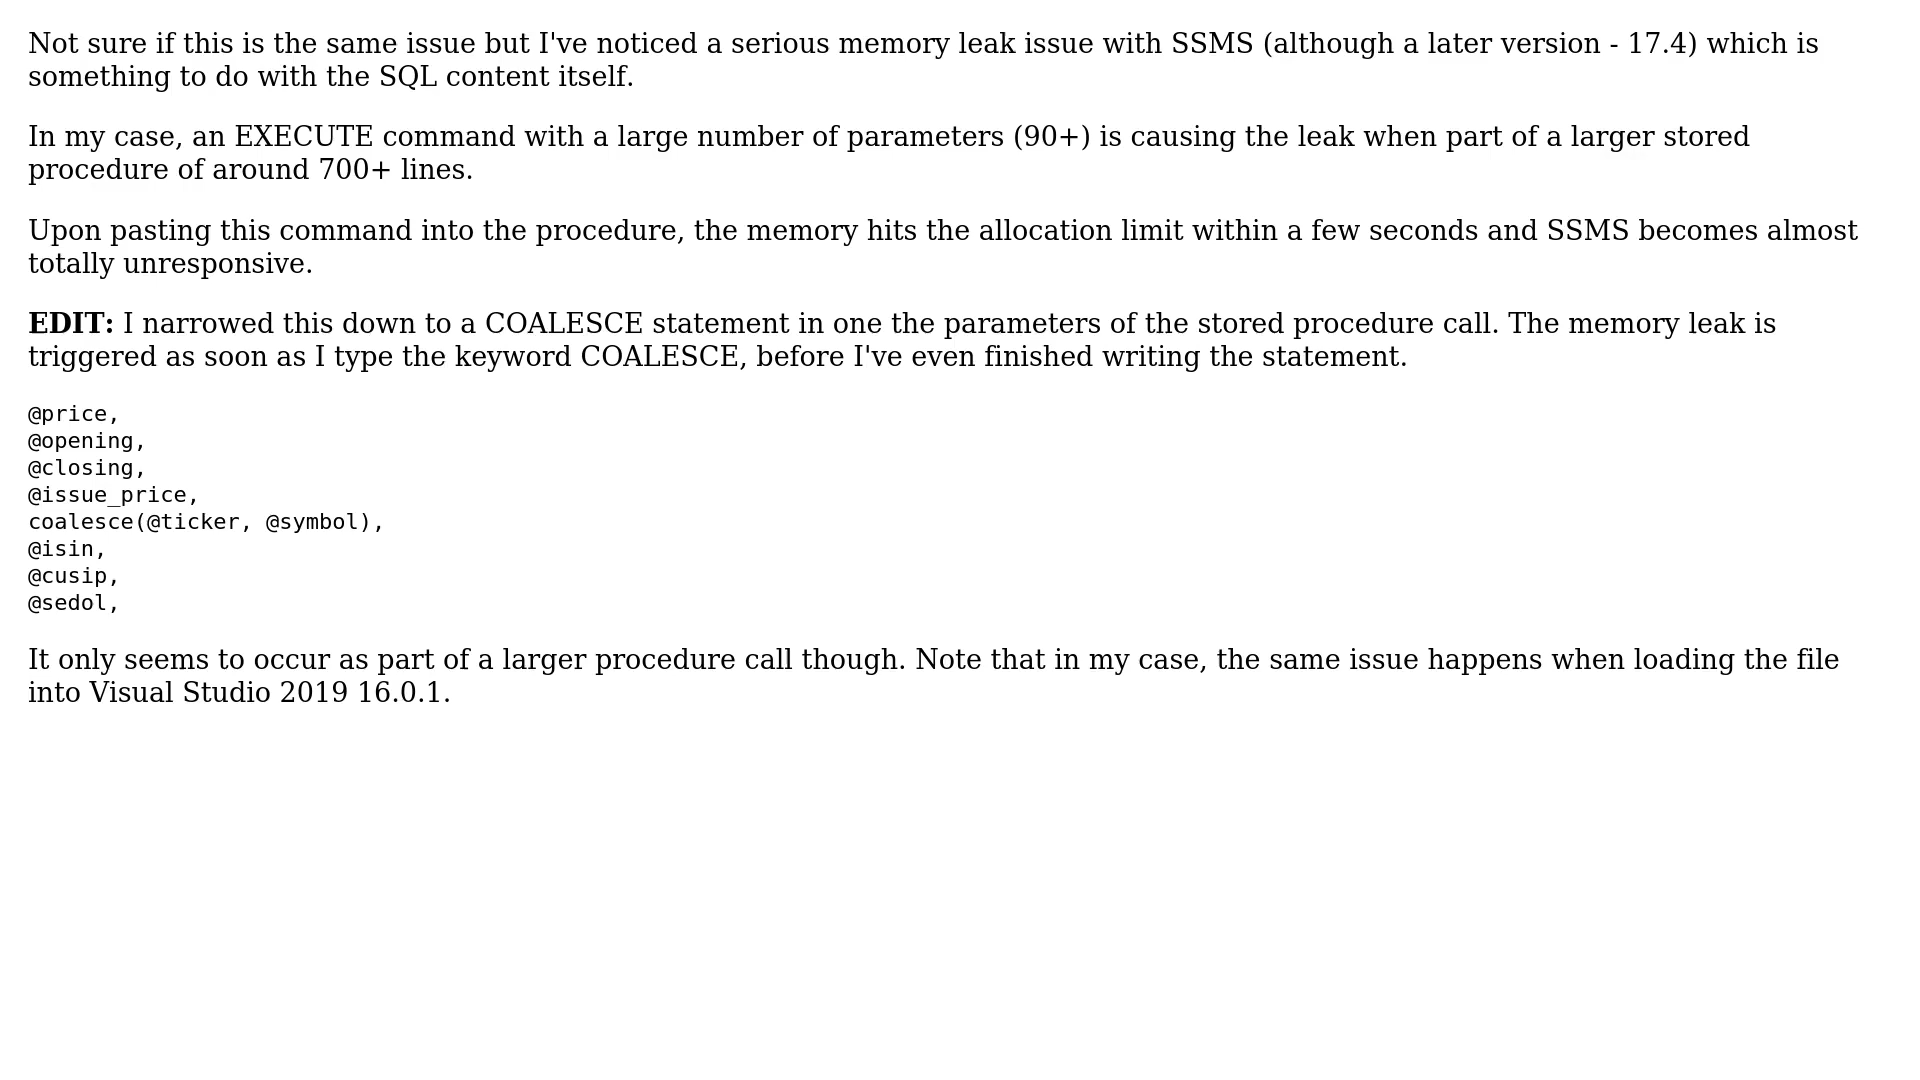 Not sure if this is the same issue but I've noticed a serious memory leak issue with SSMS (although a later version - 17.4) which is
something to do with the SQL content itself.
In my case, an EXECUTE command with a large number of parameters (90+) is causing the leak when part of a larger stored
procedure of around 700+ lines.
Upon pasting this command into the procedure, the memory hits the allocation limit within a few seconds and SSMS becomes almost
totally unresponsive.
EDIT: I narrowed this down to a COALESCE statement in one the parameters of the stored procedure call. The memory leak is
triggered as soon as I type the keyword COALESCE, before I've even finished writing the statement.
@price,
@opening,
@closing,
@issue_price,
coalesce(@ticker, @symbol),
@isin,
@cusip,
@sedol,
It only seems to occur as part of a larger procedure call though. Note that in my case, the same issue happens when loading the file
into Visual Studio 2019 16.0.1.